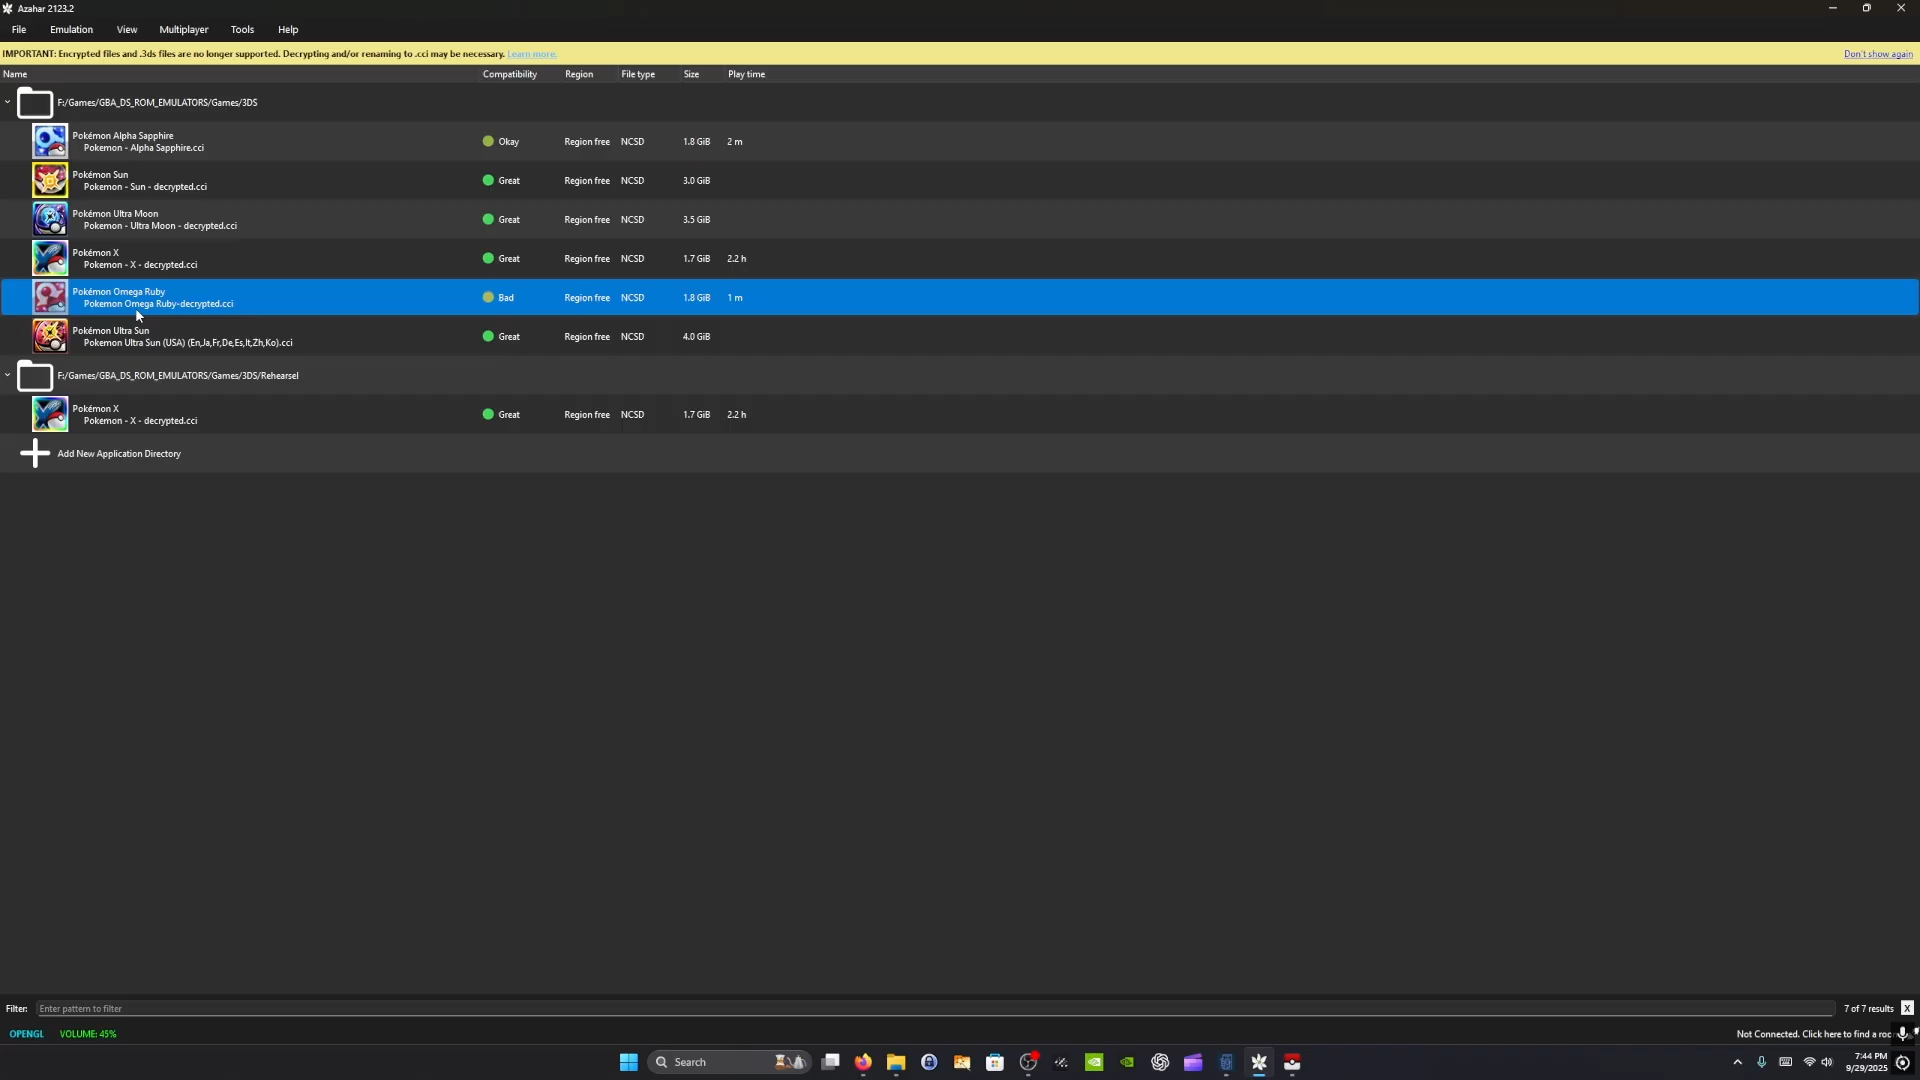 Azahar 2123.2
File Emulation View Multiplayer Tools Help
IMPORTANT: Encrypted files and .3ds files are no longer supported. Decrypting and/or renaming to .cci may be necessary. Learn more. Don't show again
Name Compatibility Region File type Size Play time
F:/Games/GBA_DS_ROM_EMULATORS/Games/3DS
Pokémon Alpha Sapphire
Pokemon - Alpha Sapphire.cci Okay Region free NCSD 1.8 GiB 2 m
Pokémon Sun
Pokemon - Sun - decrypted.cci Great Region free NCSD 3.0 GiB
Pokémon Ultra Moon
Pokemon - Ultra Moon - decrypted.cci Great Region free NCSD 3.5 GiB
Pokémon X
Pokemon - X - decrypted.cci Great Region free NCSD 1.7 GiB 2.2 h
Pokémon Omega Ruby
Pokemon Omega Ruby-decrypted.cci Bad Region free NCSD 1.8 GiB 1 m
Pokémon Ultra Sun
Pokemon Ultra Sun (USA) (En,Ja,Fr,De,Es,It,Zh,Ko).cci Great Region free NCSD 4.0 GiB
F:/Games/GBA_DS_ROM_EMULATORS/Games/3DS/Rehearsel
Pokémon X
Pokemon - X - decrypted.cci Great Region free NCSD 1.7 GiB 2.2 h
Add New Application Directory
Filter: Enter pattern to filter 7 of 7 results X
OPENGL VOLUME: 45% Not Connected. Click here to find a roo
Search 7:44 PM
9/29/2025